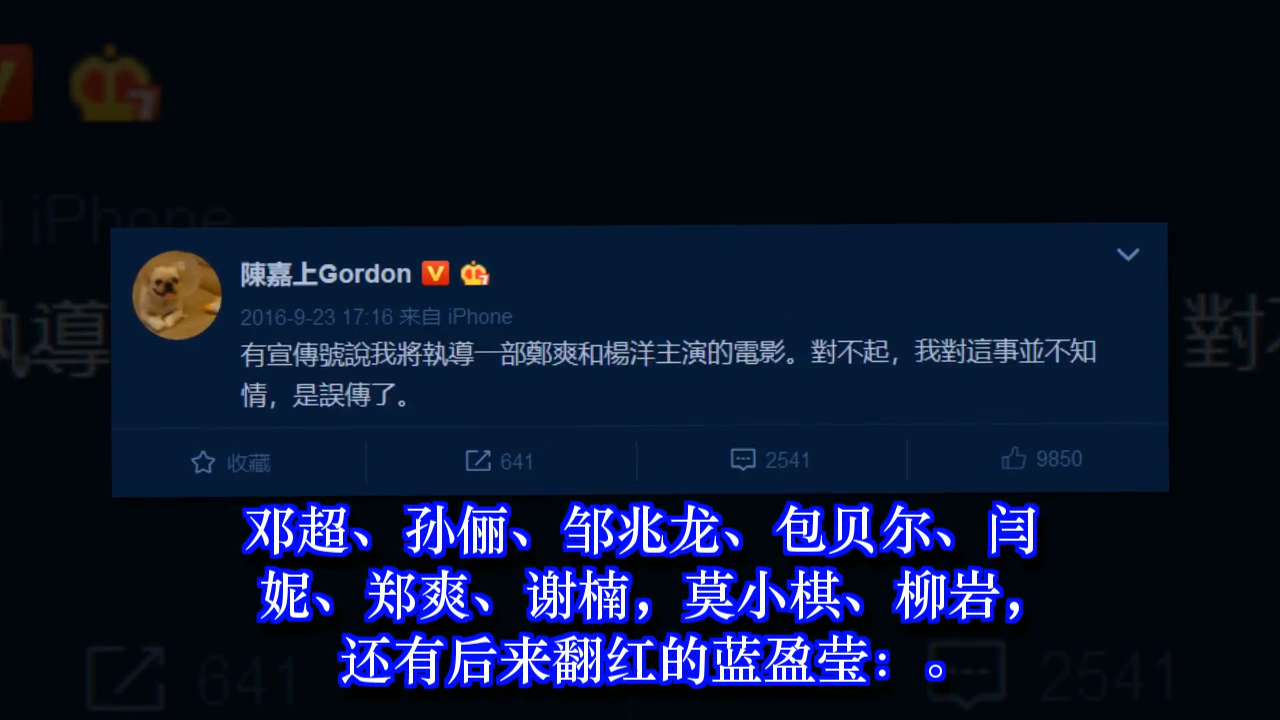 iPhone
陳嘉上Gordon
2016-9-23 17:16 来自 iPhone
有宣傳號說我將執導一部鄭爽和楊洋主演的電影。對不起，我對這事並不知
情，是誤傳了。
收藏
641
2541
9850
邓超、孙俪、邹兆龙、包贝尔、闫
妮、郑爽、谢楠，莫小棋、柳岩，
还有后来翻红的蓝盈莹：。
641
2541